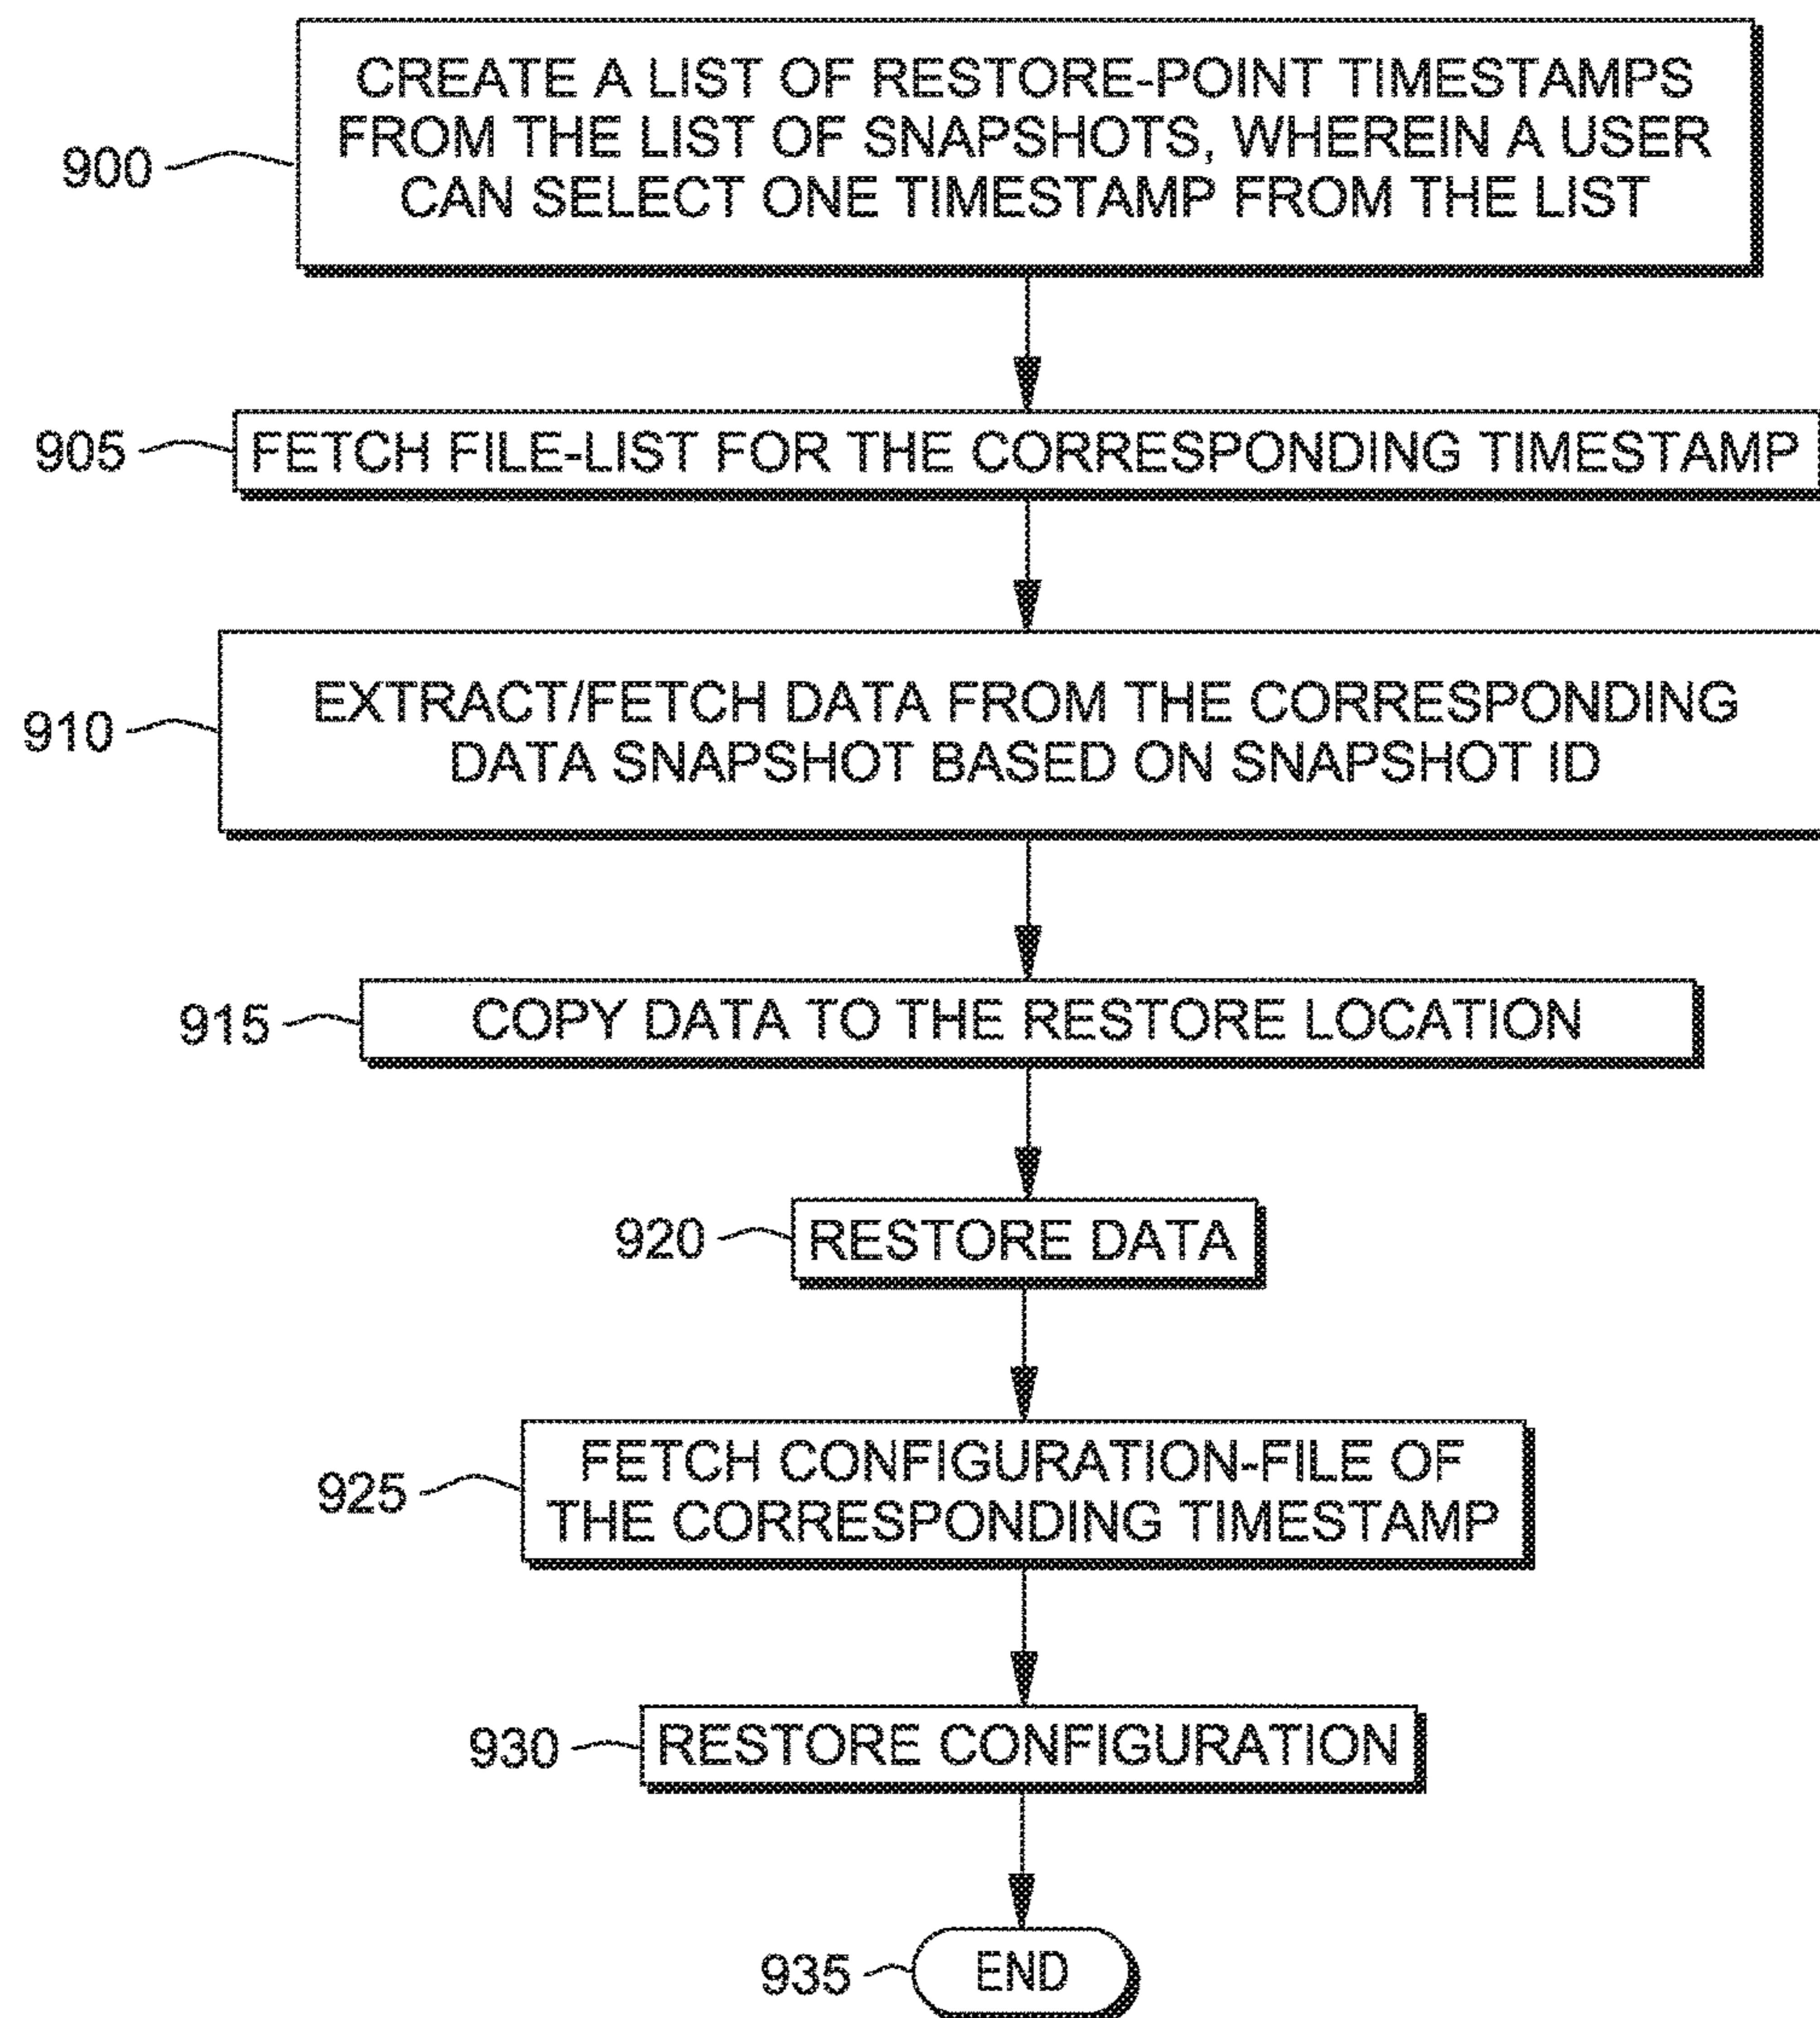 900
CREATE A LIST OF RESTORE-POINT TIMESTAMPS
FROM THE LIST OF SNAPSHOTS, WHEREIN A USER
CAN SELECT ONE TIMESTAMP FROM THE LIST
905
FETCH FILE-LIST FOR THE CORRESPONDING TIMESTAMP
910
EXTRACT/FETCH DATA FROM THE CORRESPONDING
DATA SNAPSHOT BASED ON SNAPSHOT ID
915
COPY DATA TO THE RESTORE LOCATION
920
RESTORE DATA
925
FETCH CONFIGURATION-FILE OF
THE CORRESPONDING TIMESTAMP
930
RESTORE CONFIGURATION
935
END